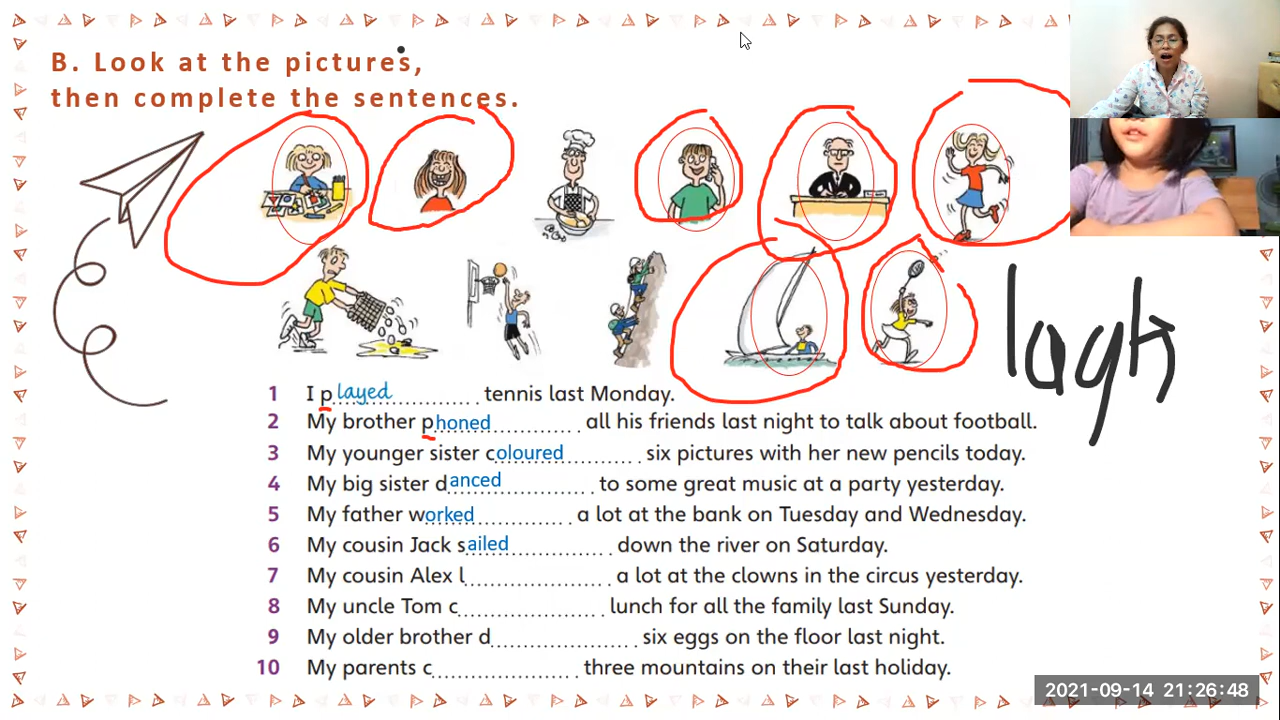 B. Look at the pictures,
then complete the sentences.
lagh
1 I played tennis last Monday.
2 My brother phoned all his friends last night to talk about football.
3 My younger sister coloured six pictures with her new pencils today.
4 My big sister danced to some great music at a party yesterday.
5 My father worked a lot at the bank on Tuesday and Wednesday.
6 My cousin Jack sailed down the river on Saturday.
7 My cousin Alex l.......................... a lot at the clowns in the circus yesterday.
8 My uncle Tom c.......................... lunch for all the family last Sunday.
9 My older brother d.......................... six eggs on the floor last night.
10 My parents c.......................... three mountains on their last holiday.
2021-09-14 21:26:48